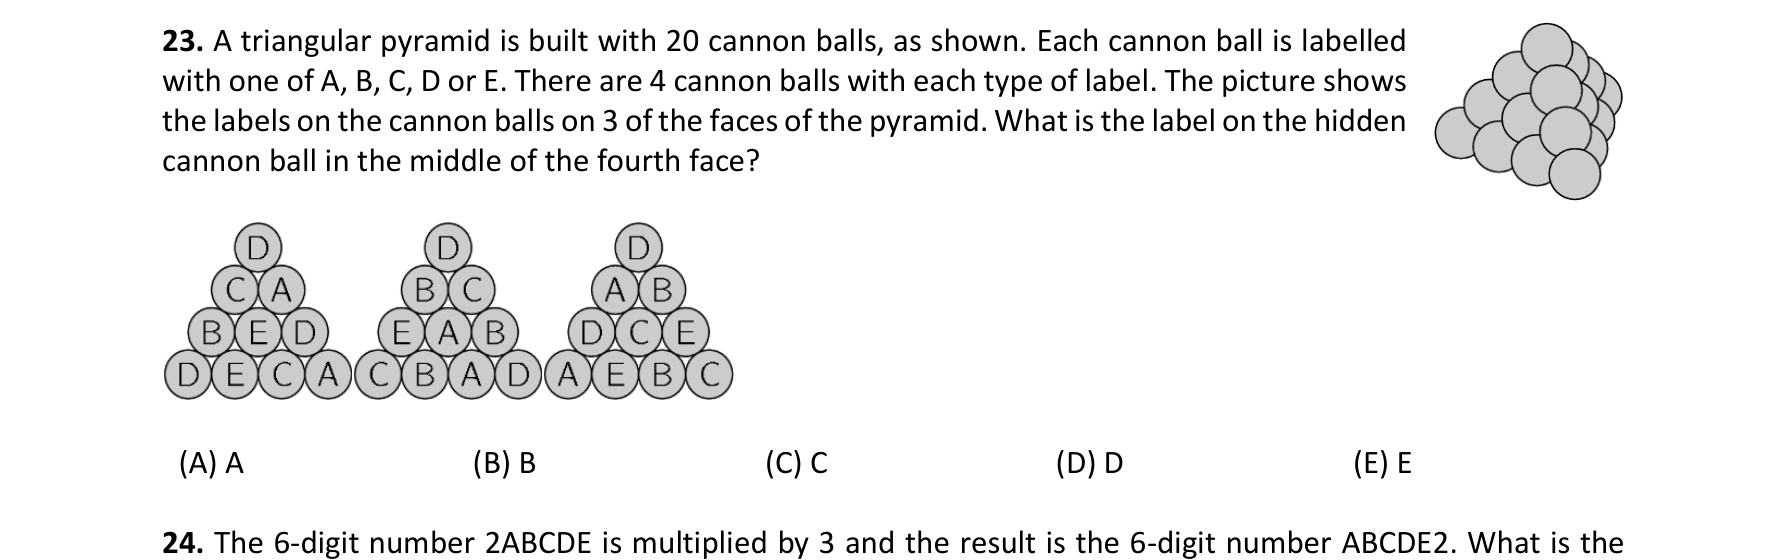 23. A triangular pyramid is built with 20 cannon balls, as shown. Each cannon ball is labelled
with one of A, B, C, D or E. There are 4 cannon balls with each type of label. The picture shows
the labels on the cannon balls on 3 of the faces of the pyramid. What is the label on the hidden
cannon ball in the middle of the fourth face?
D D D
C A B C A B
B E D E A B D C E
D E C A C B A D A E B C
(A) A (B) B (C) C (D) D (E) E
24. The 6-digit number 2ABCDE is multiplied by 3 and the result is the 6-digit number ABCDE2. What is the